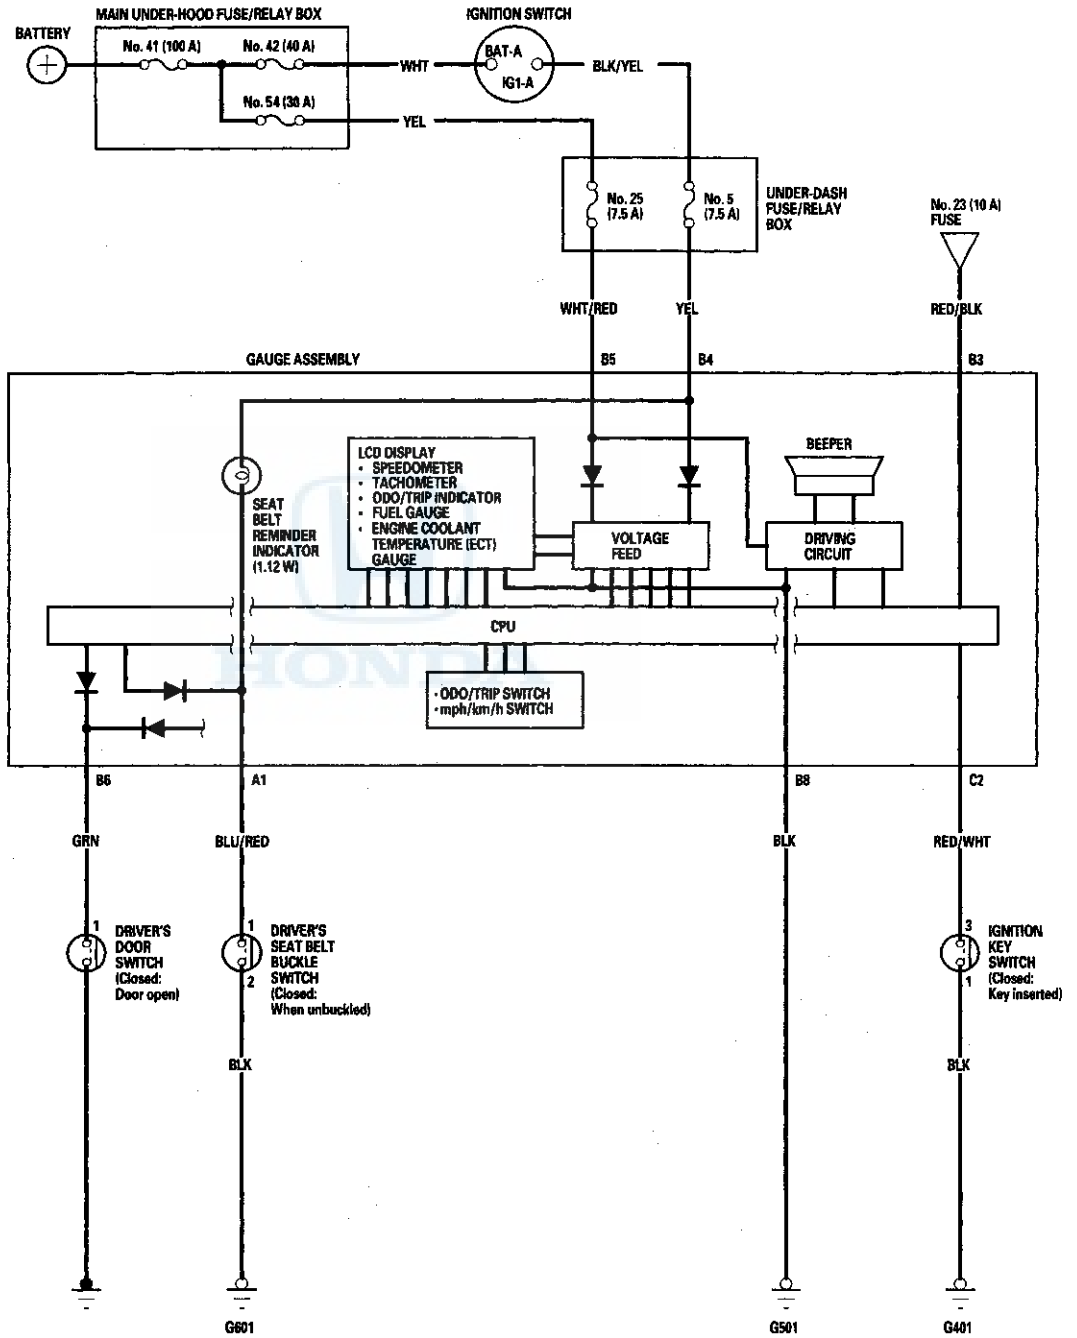 MAIN UNDER-HOOD FUSE/RELAY BOX
IGNITION SWITCH
BATTERY
No. 41 (100 A)
No. 42 (40 A)
BAT-A
WHT
BLK/YEL
IG1-A
No. 54 (30 A)
YEL
No. 25
(7.5 A)
No. 5
(7.5 A)
UNDER-DASH
FUSE/RELAY
BOX
No. 23 (10 A)
FUSE
WHT/RED
YEL
RED/BLK
GAUGE ASSEMBLY
B5
B4
B3
LCD DISPLAY
• SPEEDOMETER
• TACHOMETER
• ODO/TRIP INDICATOR
• FUEL GAUGE
• ENGINE COOLANT
TEMPERATURE (ECT)
GAUGE
BEEPER
SEAT
BELT
REMINDER
INDICATOR
(1.12 W)
VOLTAGE
FEED
DRIVING
CIRCUIT
CPU
HONDA
• ODO/TRIP SWITCH
• mph/km/h SWITCH
B6
A1
B8
C2
GRN
BLU/RED
BLK
RED/WHT
1
DRIVER'S
DOOR
SWITCH
(Closed:
Door open)
1
2
DRIVER'S
SEAT BELT
BUCKLE
SWITCH
(Closed:
When unbuckled)
3
1
IGNITION
KEY
SWITCH
(Closed:
Key inserted)
BLK
BLK
G601
G501
G401